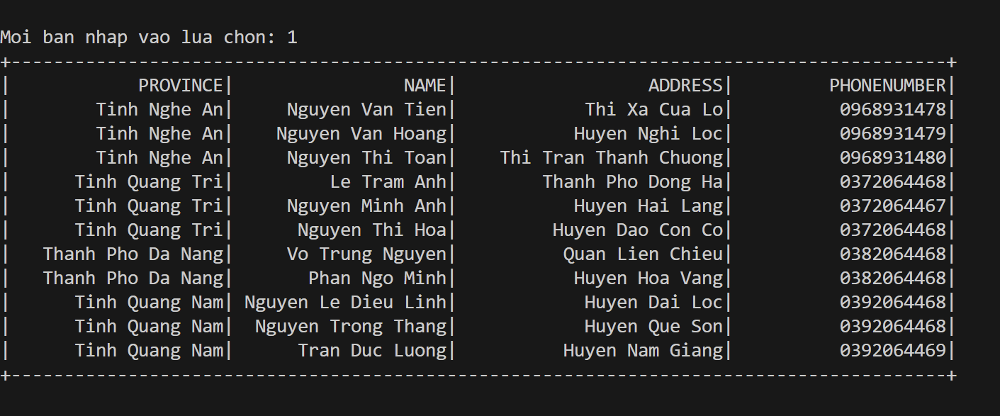 Moi ban nhap vao lua chon: 1
+----------------------------------------------------------------------------------------+
|            PROVINCE|                NAME|                  ADDRESS|         PHONENUMBER|
|        Tinh Nghe An|     Nguyen Van Tien|            Thi Xa Cua Lo|          0968931478|
|        Tinh Nghe An|    Nguyen Van Hoang|           Huyen Nghi Loc|          0968931479|
|        Tinh Nghe An|     Nguyen Thi Toan|    Thi Tran Thanh Chuong|          0968931480|
|      Tinh Quang Tri|         Le Tram Anh|        Thanh Pho Dong Ha|          0372064468|
|      Tinh Quang Tri|     Nguyen Minh Anh|           Huyen Hai Lang|          0372064467|
|      Tinh Quang Tri|      Nguyen Thi Hoa|         Huyen Dao Con Co|          0372064468|
|   Thanh Pho Da Nang|     Vo Trung Nguyen|          Quan Lien Chieu|          0382064468|
|   Thanh Pho Da Nang|       Phan Ngo Minh|           Huyen Hoa Vang|          0382064468|
|      Tinh Quang Nam| Nguyen Le Dieu Linh|            Huyen Dai Loc|          0392064468|
|      Tinh Quang Nam|  Nguyen Trong Thang|            Huyen Que Son|          0392064468|
|      Tinh Quang Nam|      Tran Duc Luong|          Huyen Nam Giang|          0392064469|
+----------------------------------------------------------------------------------------+